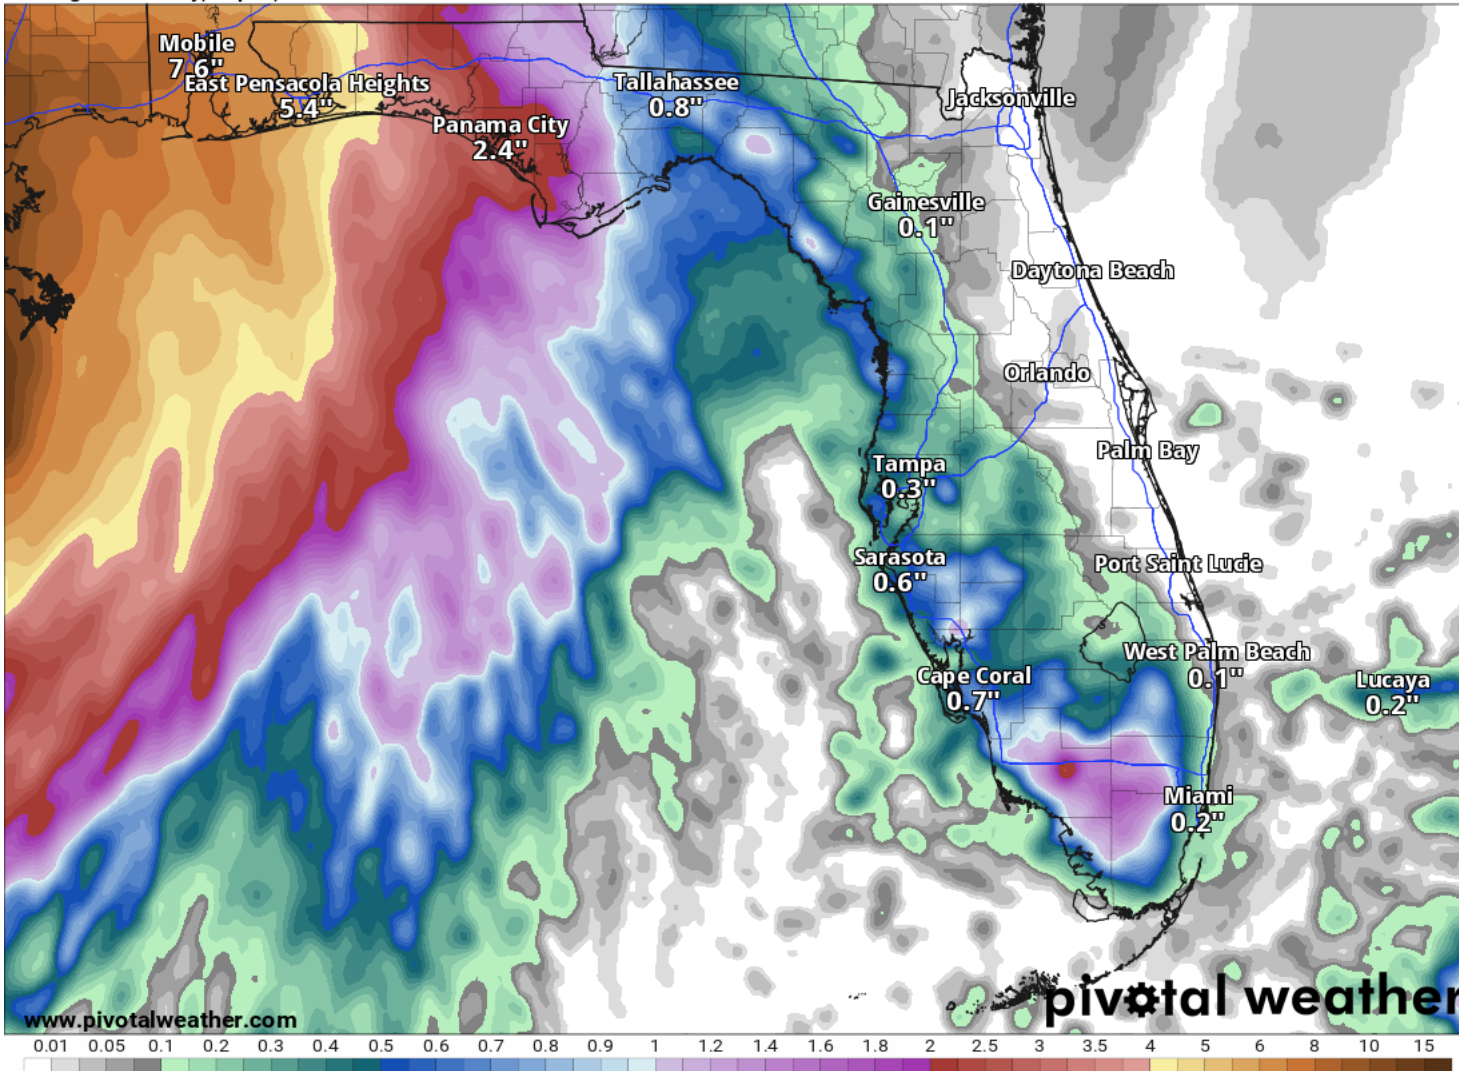 Mobile
7.6"
East Pensacola Heights
5.4"
Panama City
2.4"
Tallahassee
0.8"
Jacksonville
Gainesville
0.1"
Daytona Beach
Orlando
Palm Bay
Tampa
0.3"
Sarasota
0.6"
Port Saint Lucie
West Palm Beach
0.1"
Cape Coral
0.7"
Lucaya
0.2"
Miami
0.2"
pivotal weather
www.pivotalweather.com
0.01 0.05 0.1 0.2 0.3 0.4 0.5 0.6 0.7 0.8 0.9 1 1.2 1.4 1.6 1.8 2 2.5 3 3.5 4 5 6 8 10 15